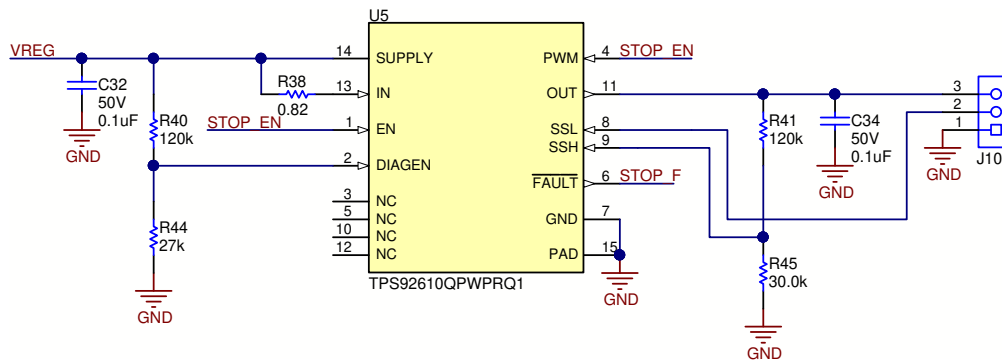 U5
VREG
14
SUPPLY
PWM
4
STOP_EN
C32
50V
0.1uF
R38
0.82
13
IN
OUT
11
3
R40
120k
STOP_EN
1
EN
SSL
8
2
R41
120k
C34
50V
0.1uF
SSH
9
1
J10
GND
2
DIAGEN
FAULT
6
STOP_F
GND
GND
3
NC
5
NC
GND
7
10
NC
R44
27k
12
NC
PAD
15
R45
30.0k
TPS92610QPWPRQ1
GND
GND
GND